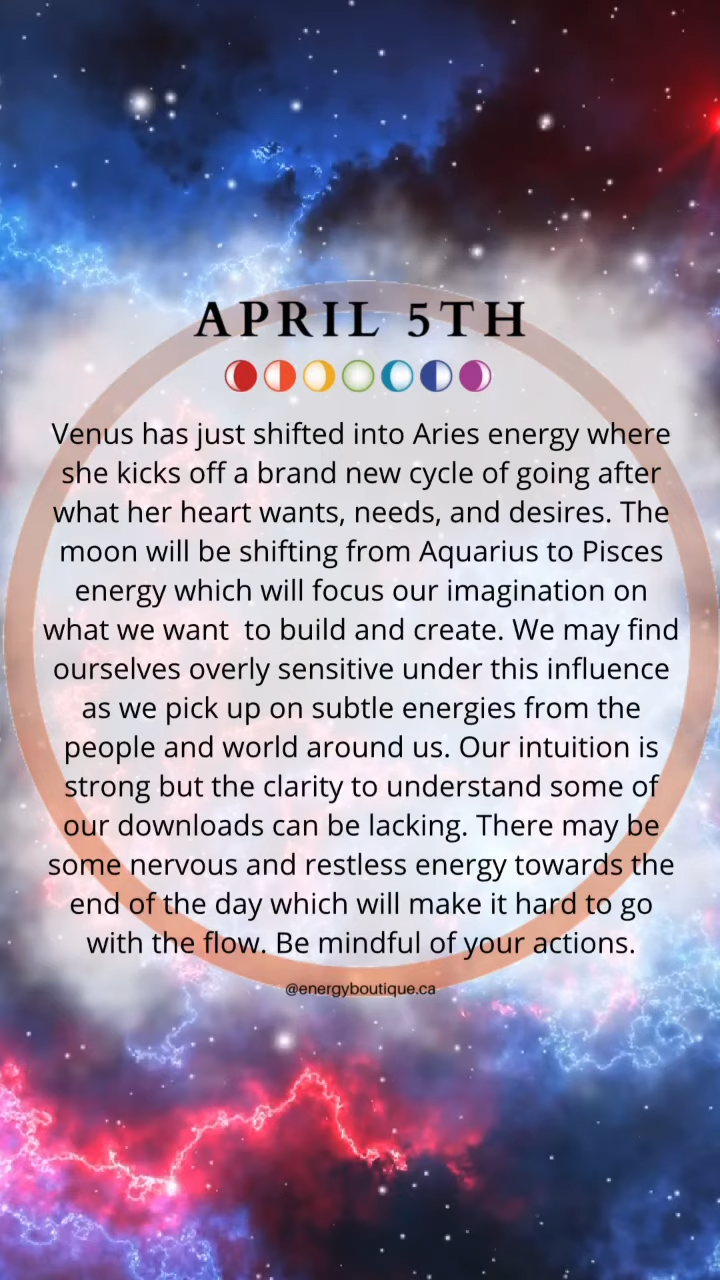 APRIL 5TH
Venus has just shifted into Aries energy where
she kicks off a brand new cycle of going after
what her heart wants, needs, and desires. The
moon will be shifting from Aquarius to Pisces
energy which will focus our imagination on
what we want  to build and create. We may find
ourselves overly sensitive under this influence
as we pick up on subtle energies from the
people and world around us. Our intuition is
strong but the clarity to understand some of
our downloads can be lacking. There may be
some nervous and restless energy towards the
end of the day which will make it hard to go
with the flow. Be mindful of your actions.
@energyboutique.ca